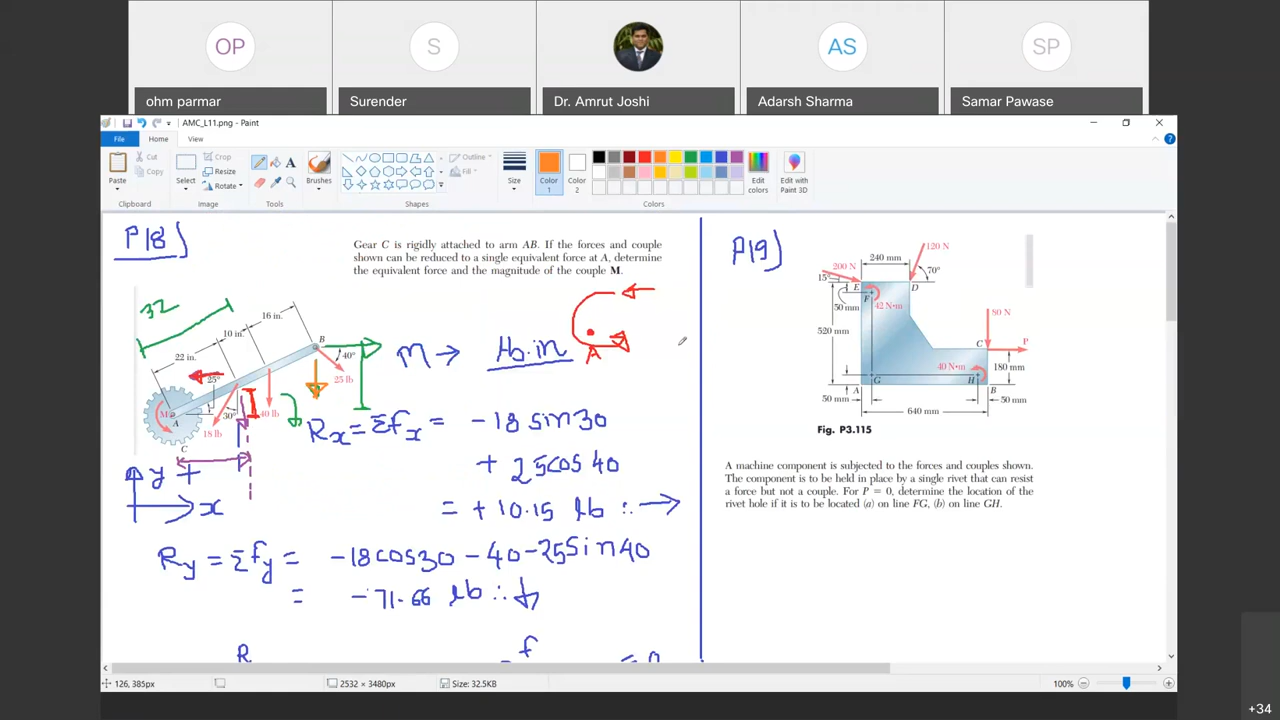 OP
S
AS
SP
ohm parmar
Surender
Dr. Amrut Joshi
Adarsh Sharma
Samar Pawase
AMC_L11.png - Paint
File
Home
View
Paste
Cut
Copy
Clipboard
Select
Crop
Resize
Rotate
Image
A
Tools
Brushes
Outline
Fill
Shapes
Size
Color 1
Color 2
Edit colors
Edit with Paint 3D
Colors
P18)
Gear C is rigidly attached to arm AB. If the forces and couple
shown can be reduced to a single equivalent force at A, determine
the equivalent force and the magnitude of the couple M.
32
16 in.
10 in.
22 in.
B
40°
25 lb
25°
M
A
30°
40 lb
18 lb
C
A
M → lb.in
y +
x
Rx = Σfx = -18 sin30
+ 25cos 40
= + 10.15 lb ∴ →
Ry = Σfy = -18cos30 - 40 - 25sin40
= -71.66 lb ∴ ↓
R
f
= 0
P19)
120 N
240 mm
200 N
70°
15°
E
D
F
50 mm
42 N·m
80 N
520 mm
C
P
40 N·m
180 mm
G
H
A
B
50 mm
50 mm
640 mm
Fig. P3.115
A machine component is subjected to the forces and couples shown.
The component is to be held in place by a single rivet that can resist
a force but not a couple. For P = 0, determine the location of the
rivet hole if it is to be located (a) on line FG, (b) on line GH.
126, 385px
2532 × 3480px
Size: 32.5KB
100%
+34